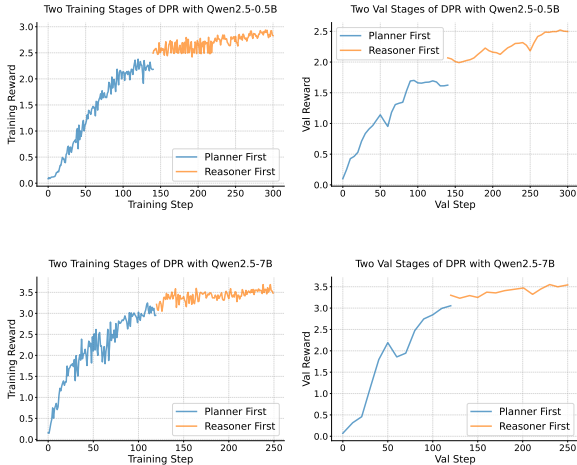 Two Training Stages of DPR with Qwen2.5-0.5B
Training Reward
3.0
2.5
2.0
1.5
1.0
0.5
0.0
0 50 100 150 200 250 300
Training Step
Planner First
Reasoner First
Two Val Stages of DPR with Qwen2.5-0.5B
Val Reward
2.5
2.0
1.5
1.0
0.5
0.0
0 50 100 150 200 250 300
Val Step
Planner First
Reasoner First
Two Training Stages of DPR with Qwen2.5-7B
Training Reward
3.5
3.0
2.5
2.0
1.5
1.0
0.5
0.0
0 50 100 150 200 250
Training Step
Planner First
Reasoner First
Two Val Stages of DPR with Qwen2.5-7B
Val Reward
3.5
3.0
2.5
2.0
1.5
1.0
0.5
0.0
0 50 100 150 200 250
Val Step
Planner First
Reasoner First